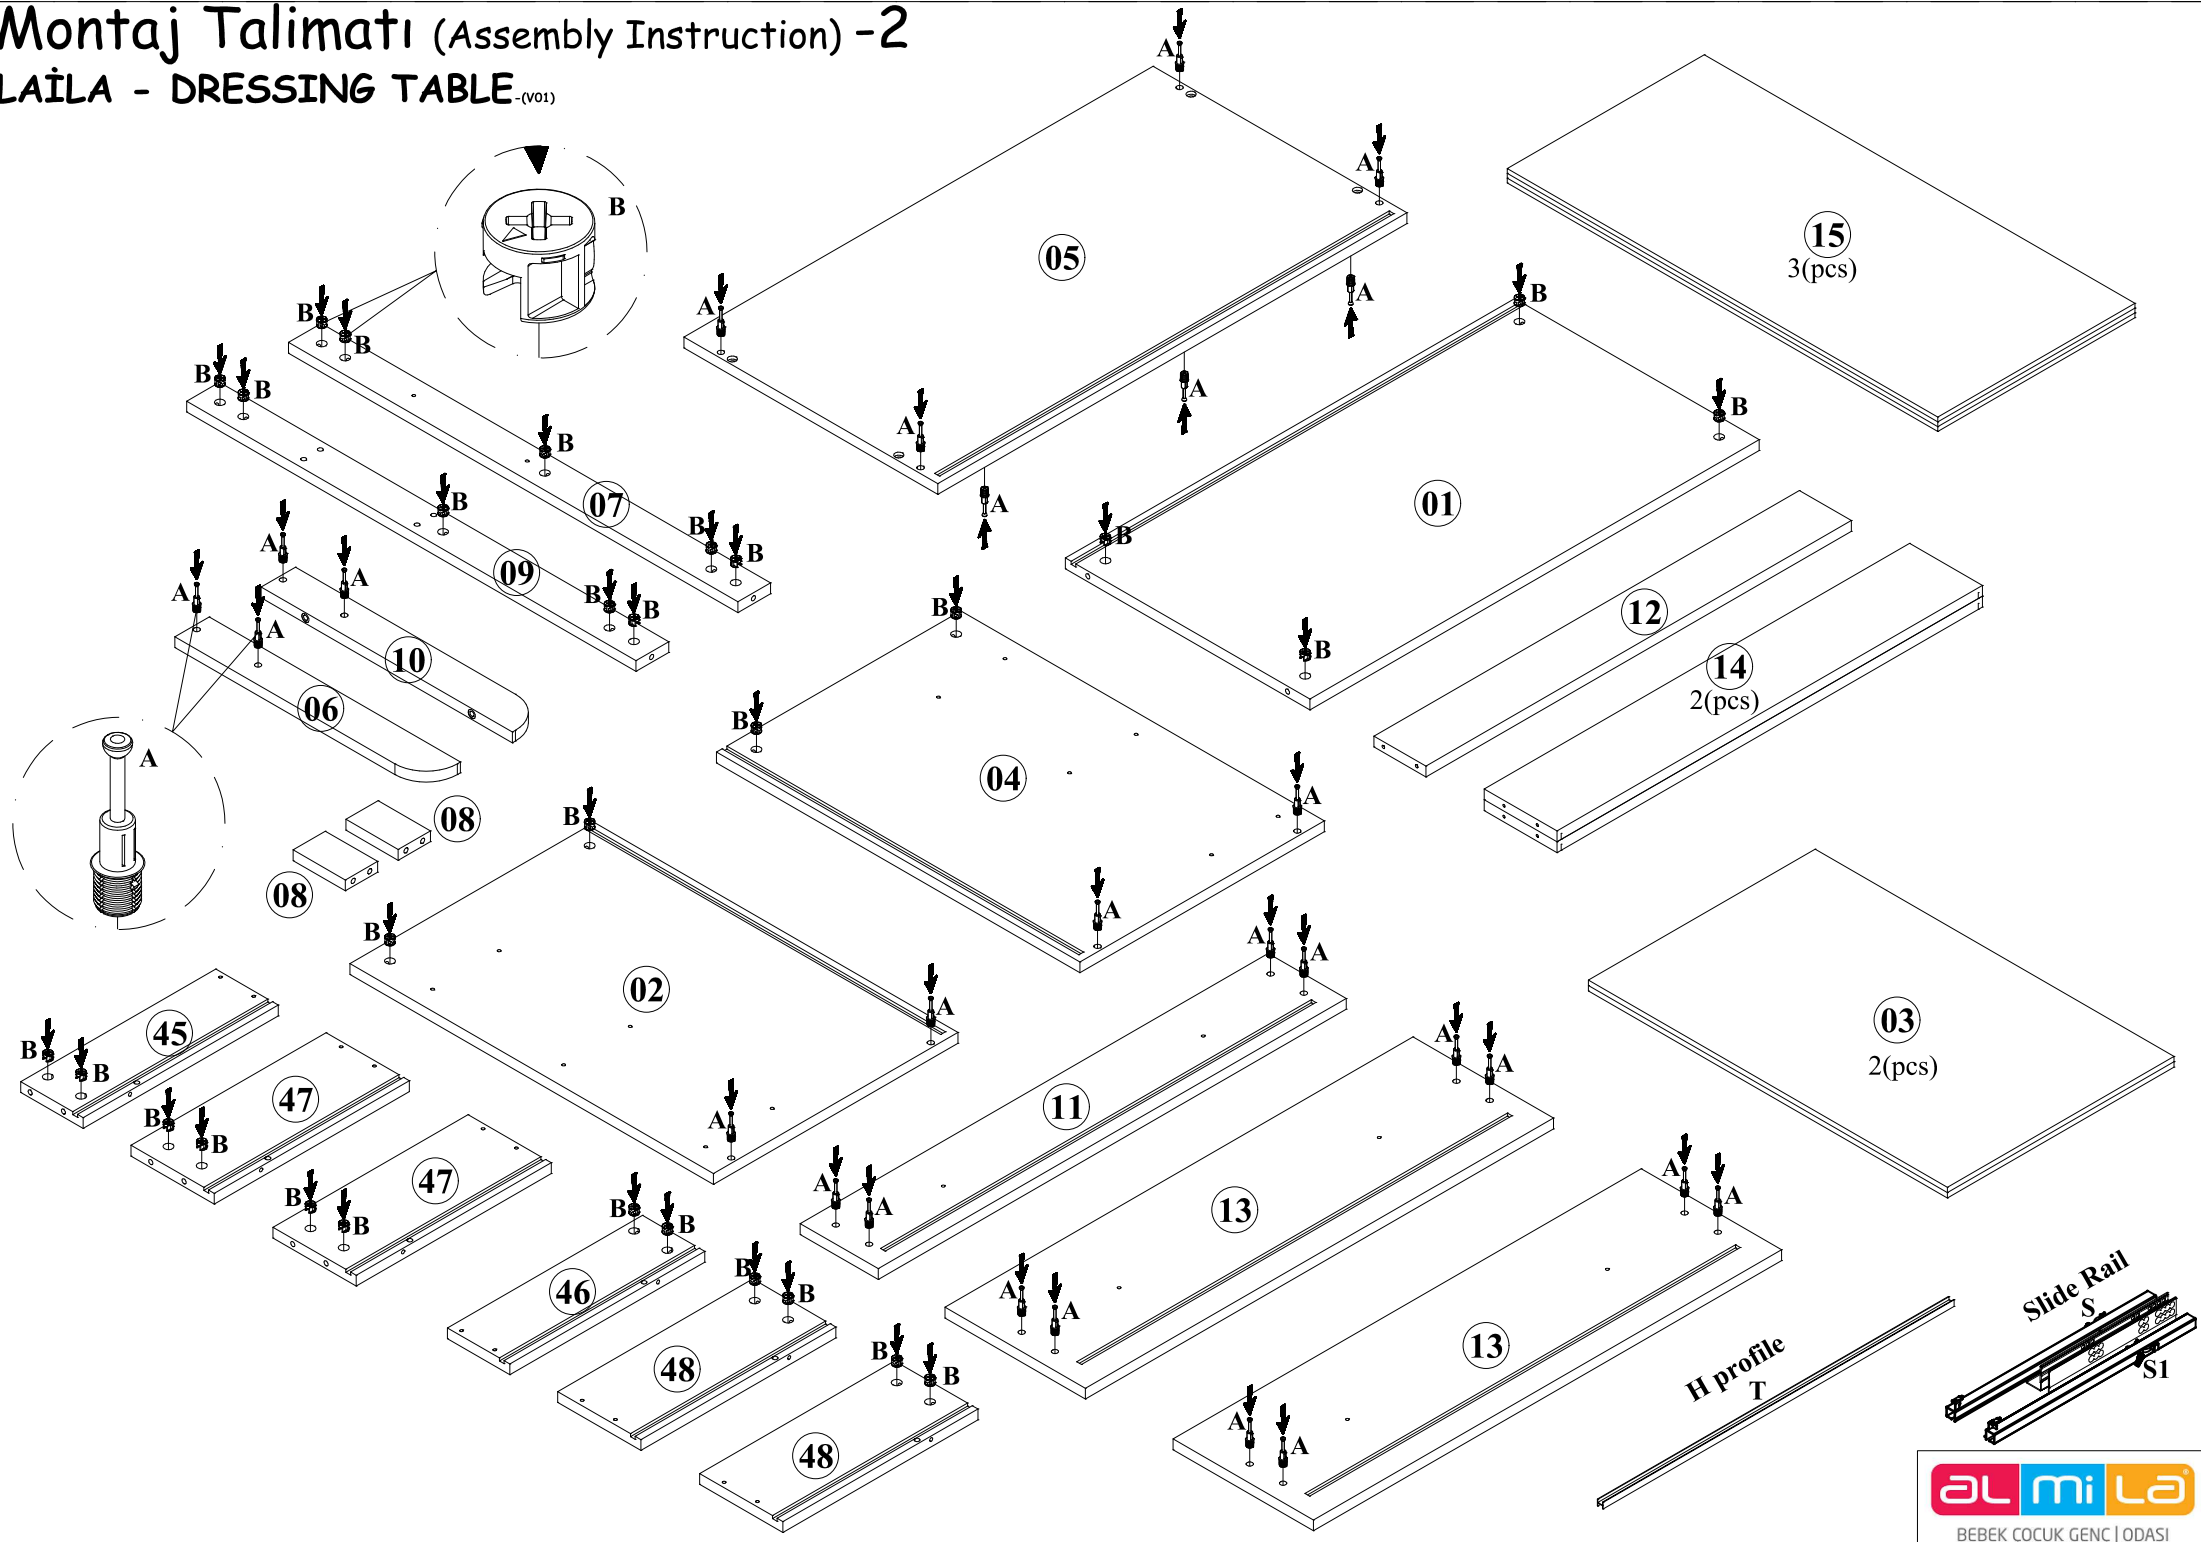 Montaj Talimatı (Assembly Instruction) -2
LAİLA - DRESSING TABLE-(V01)
A
A
05
15
3(pcs)
B
A
A
A
A
A
A
B
B
B
B
01
B
B
B
B
B
07
B
B
B
B
09
B
B
A
A
A
A
10
06
A
12
14
2(pcs)
B
B
04
A
A
08
08
B
B
02
A
A
03
2(pcs)
45
B
B
47
B
B
47
B
B
46
B
B
48
B
B
48
B
B
11
A
A
A
A
13
A
A
A
A
13
A
A
A
A
H profile
T
Slide Rail
S
S1
almila
BEBEK ÇOCUK GENÇ | ODASI